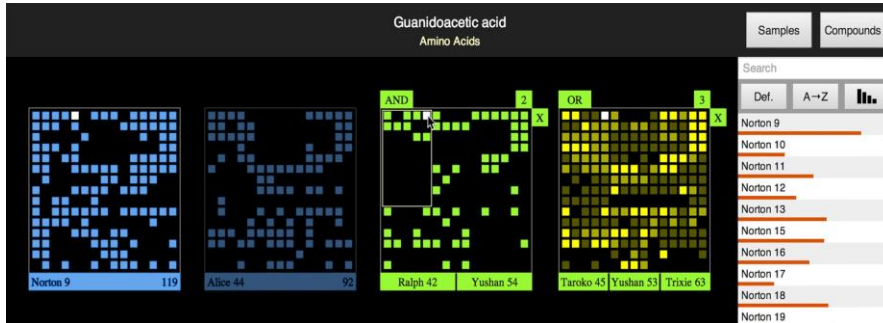 Guanidoacetic acid
Amino Acids
Samples
Compounds
Search
Def.
A→Z
AND
2
X
OR
3
X
Norton 9
119
Alice 44
92
Ralph 42
Yushan 54
Taroko 45
Yushan 53
Trixie 63
Norton 9
Norton 10
Norton 11
Norton 12
Norton 13
Norton 15
Norton 16
Norton 17
Norton 18
Norton 19